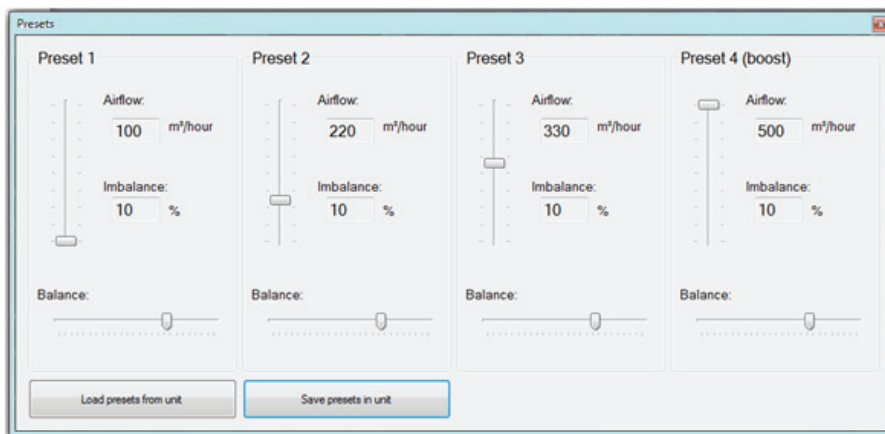 Presets
Preset 1
Airflow:
100 m³/hour
Imbalance:
10 %
Balance:
Preset 2
Airflow:
220 m³/hour
Imbalance:
10 %
Balance:
Preset 3
Airflow:
330 m³/hour
Imbalance:
10 %
Balance:
Preset 4 (boost)
Airflow:
500 m³/hour
Imbalance:
10 %
Balance:
Load presets from unit
Save presets in unit